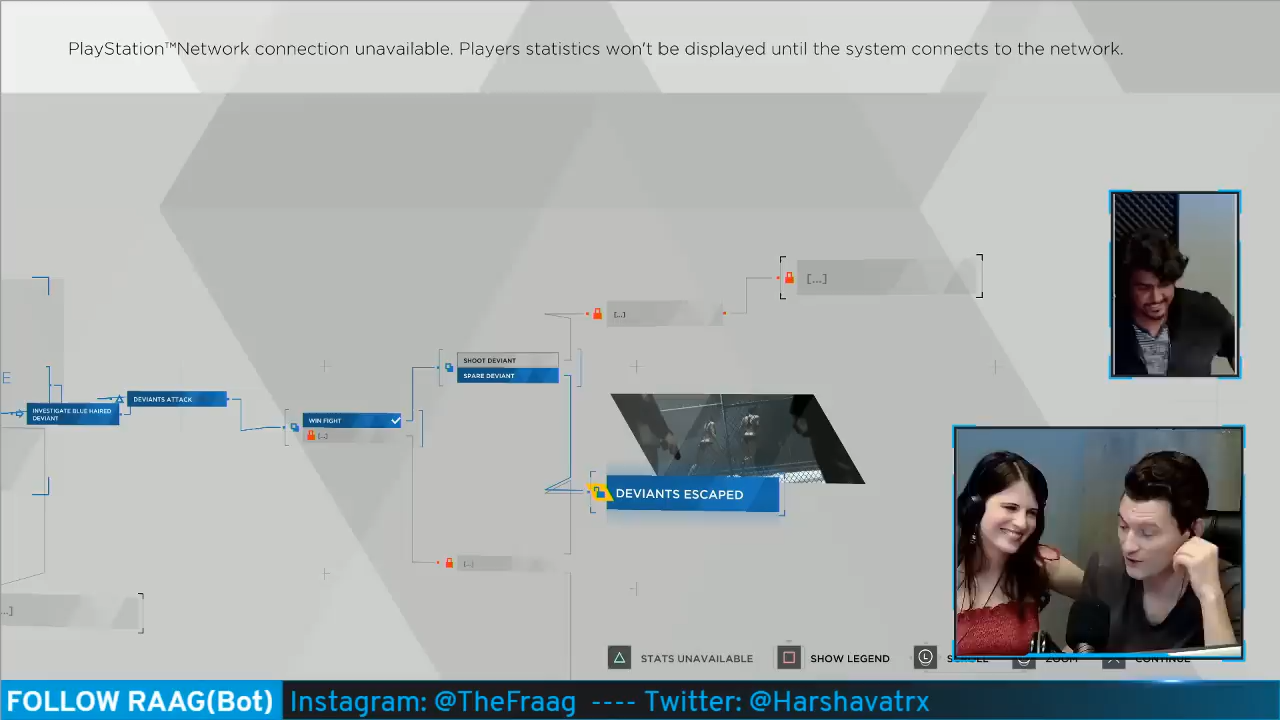 PlayStation™Network connection unavailable. Players statistics won't be displayed until the system connects to the network.
[...]
[...]
SHOOT DEVIANT
SPARE DEVIANT
E
DEVIANTS ATTACK
INVESTIGATE BLUE HAIRED
DEVIANT
WIN FIGHT
[...]
DEVIANTS ESCAPED
[...]
...]
STATS UNAVAILABLE
SHOW LEGEND
L
FOLLOW RAAG(Bot)
Instagram: @TheFraag ---- Twitter: @Harshavatrx